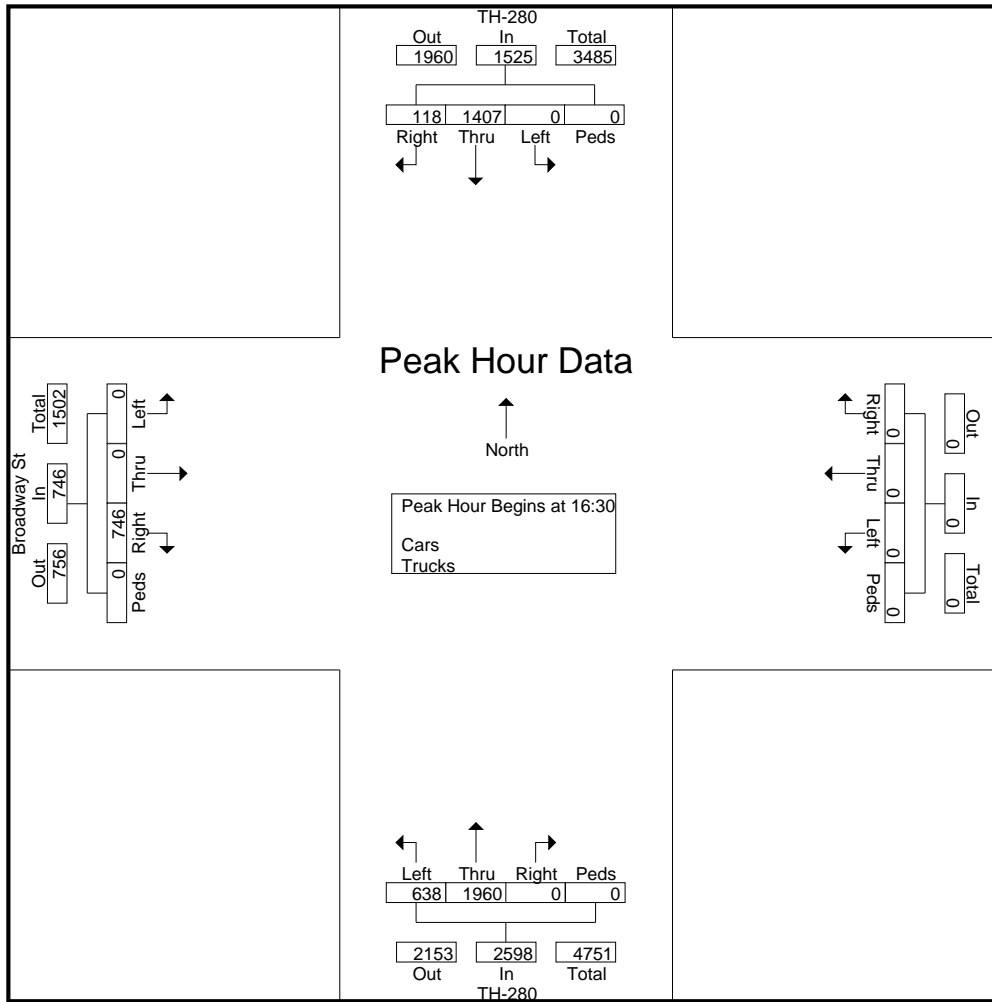 TH-280
Out In Total
1960 1525 3485
118 1407 0 0
Right Thru Left Peds
Peak Hour Data
North
Peak Hour Begins at 16:30
Cars
Trucks
Broadway St
Total In Out
1502 746 756
0 0 746 0
Left Thru Right Peds
Right Thru Left Peds
0 0 0 0
Out In Total
0 0 0
Left Thru Right Peds
638 1960 0 0
2153 2598 4751
Out In Total
TH-280